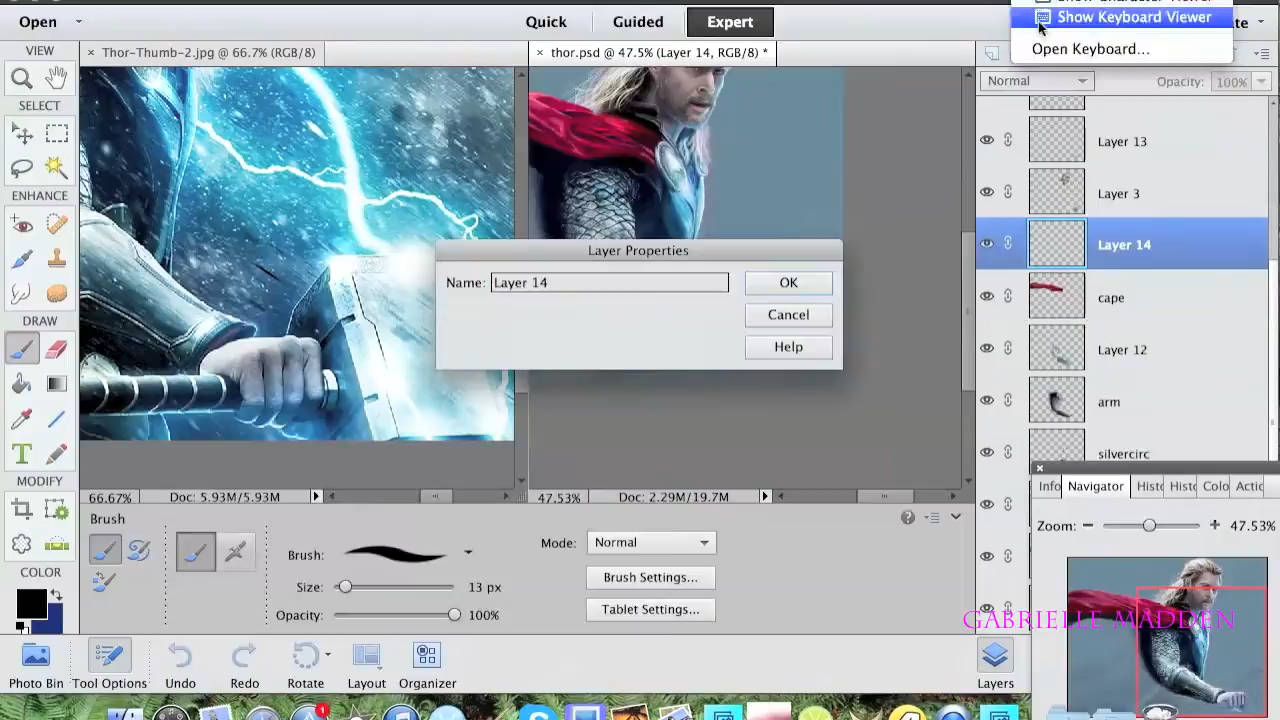 Show Keyboard Viewer
Open Keyboard...
Open
Quick
Guided
Expert
VIEW
Thor-Thumb-2.jpg @ 66.7% (RGB/8)
thor.psd @ 47.5% (Layer 14, RGB/8) *
Normal
Opacity: 100%
SELECT
ENHANCE
DRAW
MODIFY
COLOR
Layer 13
Layer 3
Layer 14
cape
Layer 12
arm
silvercirc
Layer Properties
Name: Layer 14
OK
Cancel
Help
66.67%
Doc: 5.93M/5.93M
47.53%
Doc: 2.29M/19.7M
Info
Navigator
Histo
Histo
Colo
Actio
Zoom:
47.53%
Brush
Brush:
Size:
13 px
Opacity:
100%
Mode:
Normal
Brush Settings...
Tablet Settings...
GABRIELLE MADDEN
Photo Bin
Tool Options
Undo
Redo
Rotate
Layout
Organizer
Layers
1